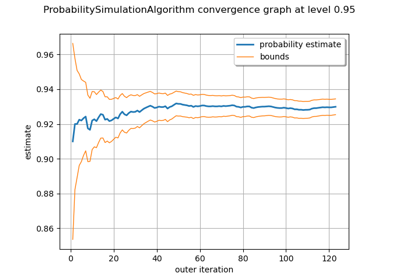 ProbabilitySimulationAlgorithm convergence graph at level 0.95
probability estimate
bounds
0.96
0.94
0.92
0.90
0.88
0.86
estimate
0
20
40
60
80
100
120
outer iteration